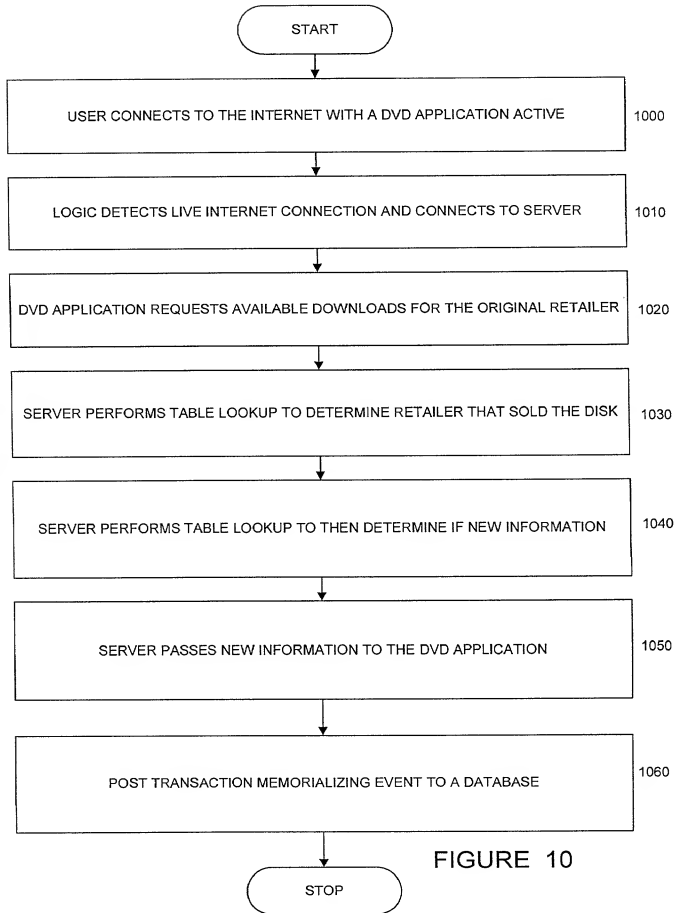 START
USER CONNECTS TO THE INTERNET WITH A DVD APPLICATION ACTIVE
1000
LOGIC DETECTS LIVE INTERNET CONNECTION AND CONNECTS TO SERVER
1010
DVD APPLICATION REQUESTS AVAILABLE DOWNLOADS FOR THE ORIGINAL RETAILER
1020
SERVER PERFORMS TABLE LOOKUP TO DETERMINE RETAILER THAT SOLD THE DISK
1030
SERVER PERFORMS TABLE LOOKUP TO THEN DETERMINE IF NEW INFORMATION
1040
SERVER PASSES NEW INFORMATION TO THE DVD APPLICATION
1050
POST TRANSACTION MEMORIALIZING EVENT TO A DATABASE
1060
FIGURE 10
STOP